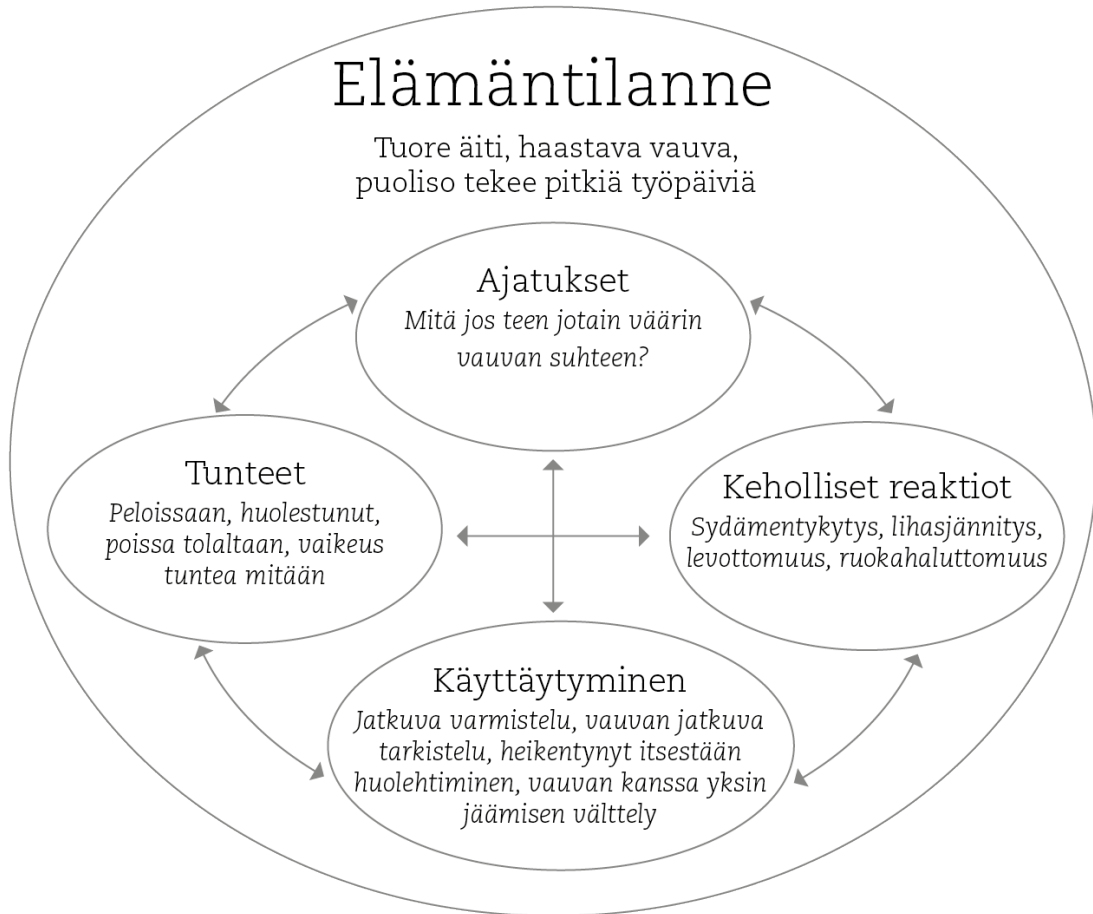 Elämäntilanne
Tuore äiti, haastava vauva,
puoliso tekee pitkiä työpäiviä
Ajatukset
Mitä jos teen jotain väärin
vauvan suhteen?
Tunteet
Peloissaan, huolestunut,
poissa tolaltaan, vaikeus
tuntea mitään
Keholliset reaktiot
Sydämentykytys, lihasjännitys,
levottomuus, ruokahaluttomuus
Käyttäytyminen
Jatkuva varmistelu, vauvan jatkuva
tarkistelu, heikentynyt itsestään
huolehtiminen, vauvan kanssa yksin
jäämisen välttely